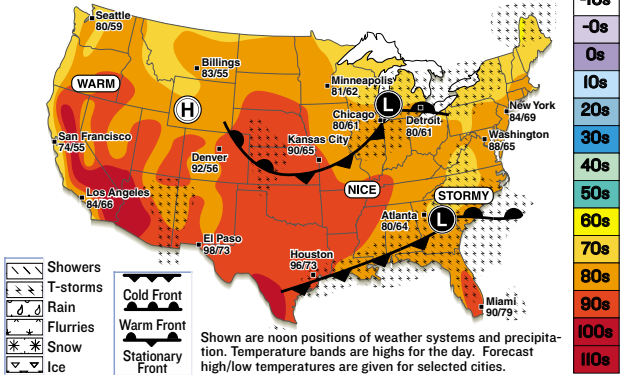 Seattle
80/59
Billings
83/55
Minneapolis
81/62
WARM
H
L
Chicago
80/61
Detroit
80/61
New York
84/69
Washington
88/65
San Francisco
74/55
Denver
92/56
Kansas City
90/65
NICE
STORMY
Los Angeles
84/66
Atlanta
80/64
L
El Paso
98/73
Houston
96/73
Miami
90/79
Showers
T-storms
Rain
Flurries
Snow
Ice
Cold Front
Warm Front
Stationary
Front
Shown are noon positions of weather systems and precipita-
tion. Temperature bands are highs for the day. Forecast
high/low temperatures are given for selected cities.
-10s
-0s
0s
10s
20s
30s
40s
50s
60s
70s
80s
90s
100s
110s